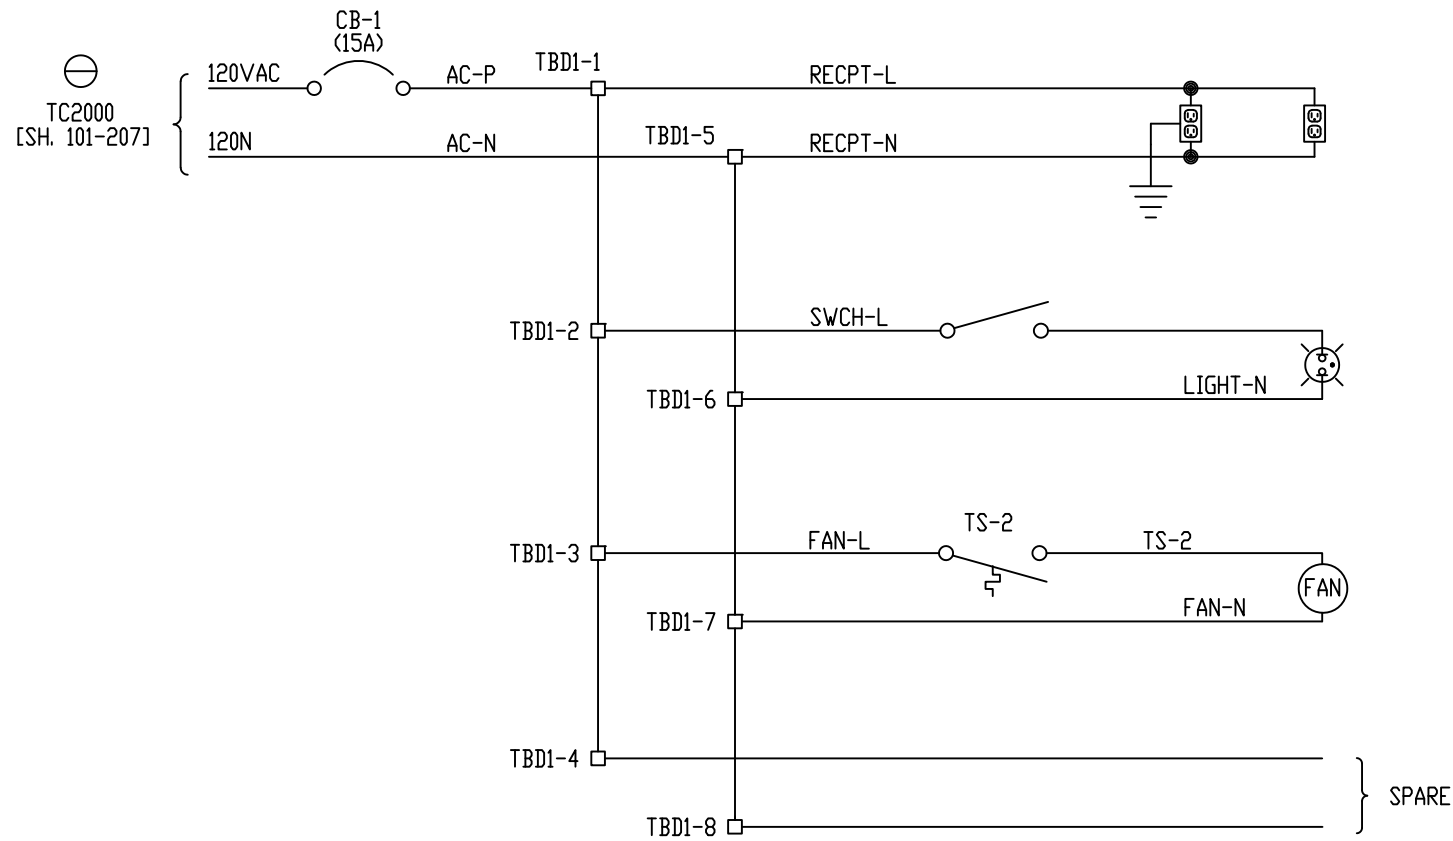 CB-1
(15A)
TBD1-1
120VAC
AC-P
RECPT-L
TC2000
[SH. 101-207]
120N
AC-N
TBD1-5
RECPT-N
TBD1-2
SWCH-L
TBD1-6
LIGHT-N
TS-2
TBD1-3
FAN-L
TS-2
FAN
TBD1-7
FAN-N
TBD1-4
SPARE
TBD1-8